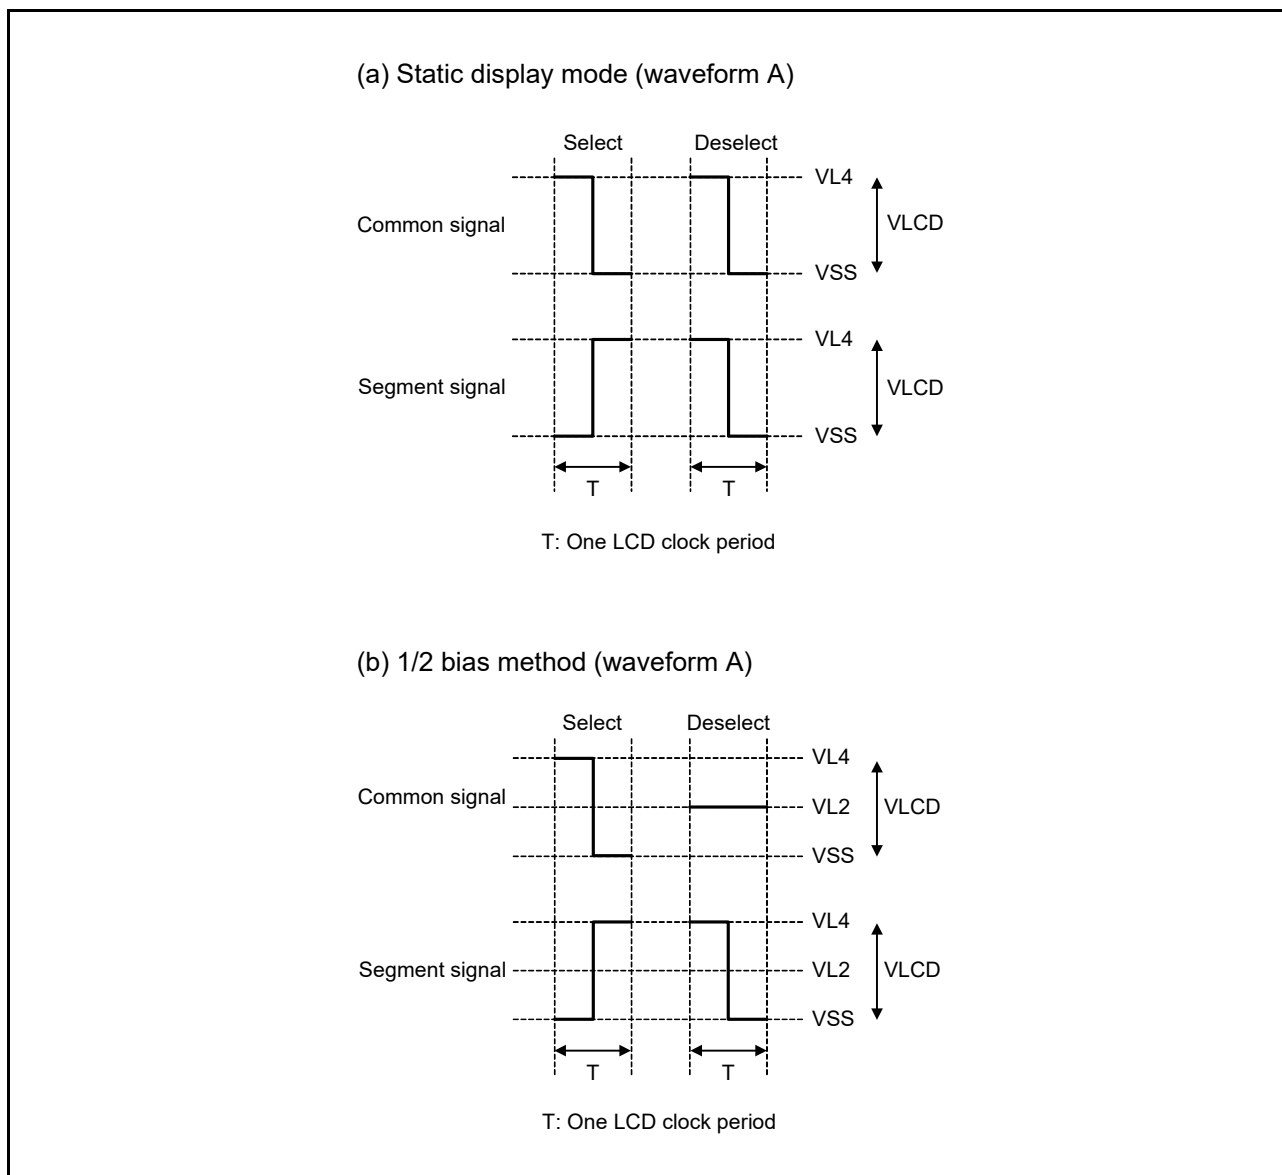 (a) Static display mode (waveform A)
Select Deselect
VL4
Common signal VLCD
VSS
VL4
Segment signal VLCD
VSS
T T
T: One LCD clock period
(b) 1/2 bias method (waveform A)
Select Deselect
VL4
Common signal VL2 VLCD
VSS
VL4
Segment signal VL2 VLCD
VSS
T T
T: One LCD clock period